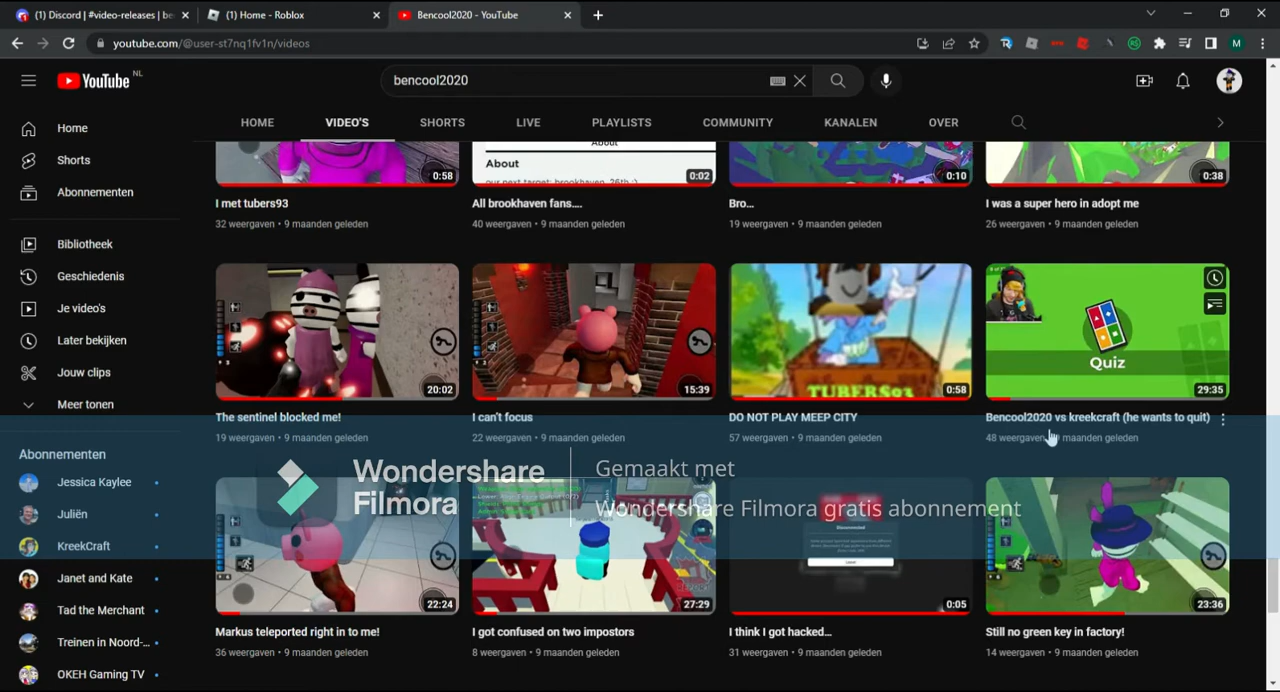 (1) Discord | #video-releases | be
(1) Home - Roblox
Bencool2020 - YouTube
youtube.com/@user-st7nq1fv1n/videos
M
YouTube NL
bencool2020
HOME
VIDEO'S
SHORTS
LIVE
PLAYLISTS
COMMUNITY
KANALEN
OVER
Home
Shorts
Abonnementen
Bibliotheek
Geschiedenis
Je video's
Later bekijken
Jouw clips
Meer tonen
Abonnementen
Jessica Kaylee
Juliën
KreekCraft
Janet and Kate
Tad the Merchant
Treinen in Noord-...
OKEH Gaming TV
0:58
I met tubers93
32 weergaven • 9 maanden geleden
About
About
our next target: brookhaven, 26th :)
0:02
All brookhaven fans....
40 weergaven • 9 maanden geleden
0:10
Bro...
19 weergaven • 9 maanden geleden
0:38
I was a super hero in adopt me
26 weergaven • 9 maanden geleden
20:02
The sentinel blocked me!
19 weergaven • 9 maanden geleden
15:39
I can't focus
22 weergaven • 9 maanden geleden
TUBERS93
0:58
DO NOT PLAY MEEP CITY
57 weergaven • 9 maanden geleden
Quiz
29:35
Bencool2020 vs kreekcraft (he wants to quit)
48 weergaven • 9 maanden geleden
Wondershare
Filmora
Gemaakt met
Wondershare Filmora gratis abonnement
22:24
Markus teleported right in to me!
36 weergaven • 9 maanden geleden
27:29
I got confused on two impostors
8 weergaven • 9 maanden geleden
Disconnected
0:05
I think I got hacked...
31 weergaven • 9 maanden geleden
23:36
Still no green key in factory!
14 weergaven • 9 maanden geleden